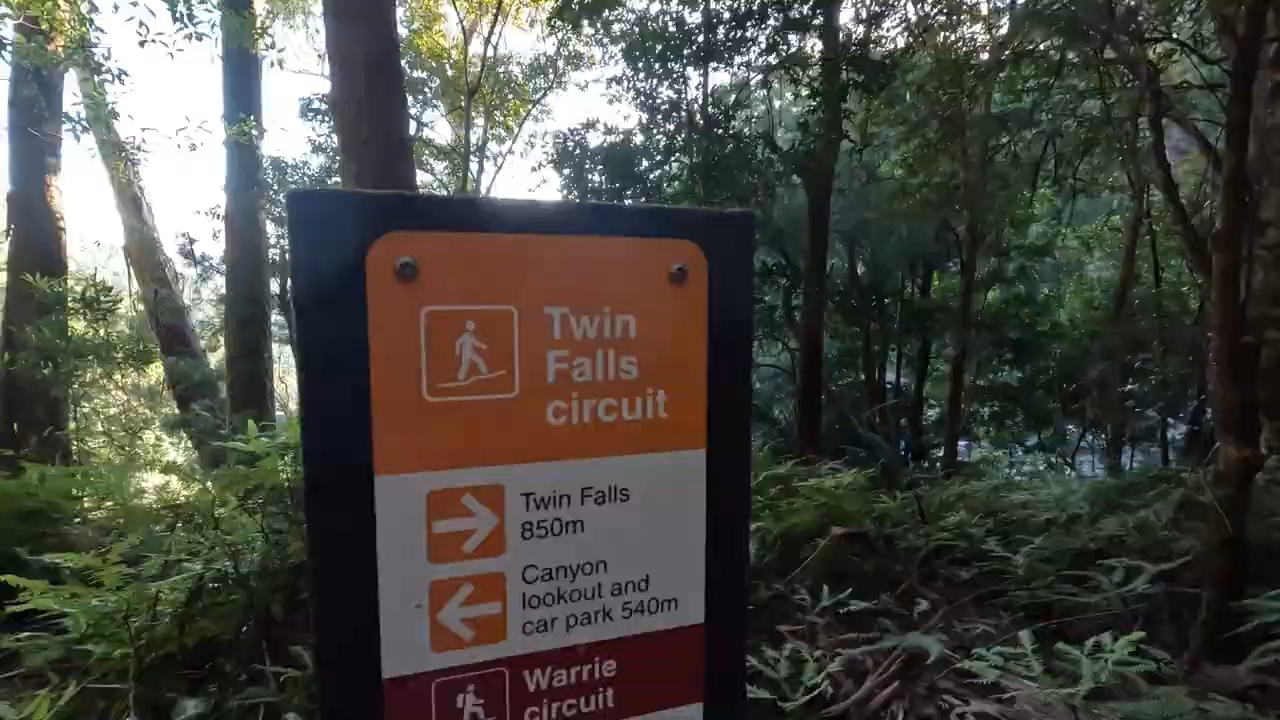 Twin
Falls
circuit
Twin Falls
850m
Canyon
lookout and
car park 540m
Warrie
circuit